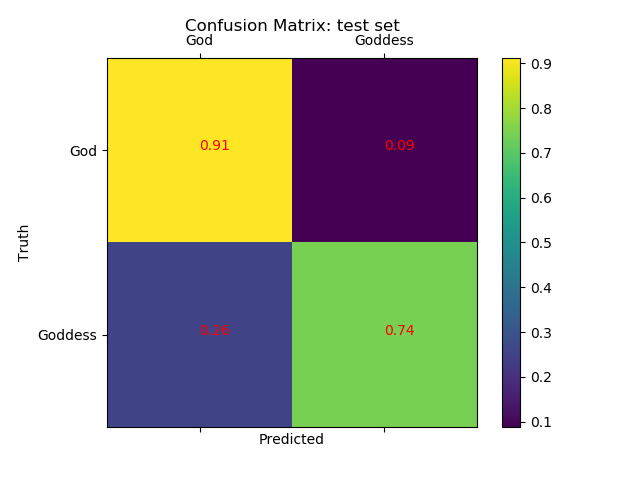 Confusion Matrix: test set
God Goddess
God 0.91 0.09
Goddess 0.26 0.74
Truth
Predicted
0.9
0.8
0.7
0.6
0.5
0.4
0.3
0.2
0.1